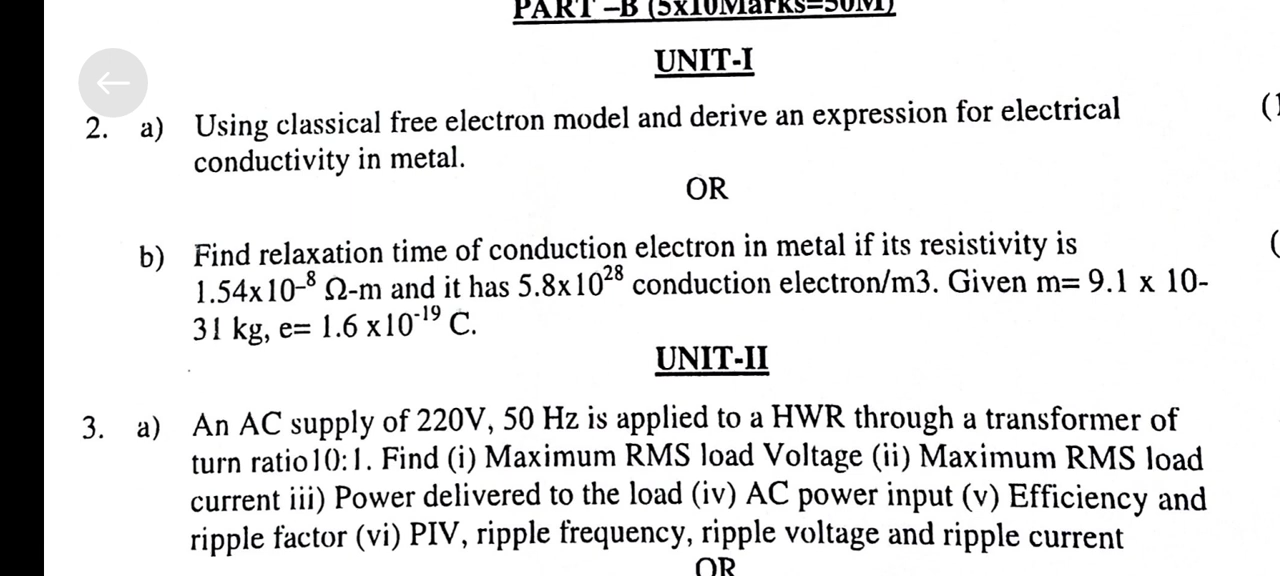 PART –B (5x10Marks=50M)
UNIT-I
2. a) Using classical free electron model and derive an expression for electrical (1
conductivity in metal.
OR
b) Find relaxation time of conduction electron in metal if its resistivity is (
1.54x10⁻⁸ Ω-m and it has 5.8x10²⁸ conduction electron/m3. Given m= 9.1 x 10-
31 kg, e= 1.6 x10⁻¹⁹ C.
UNIT-II
3. a) An AC supply of 220V, 50 Hz is applied to a HWR through a transformer of
turn ratio10:1. Find (i) Maximum RMS load Voltage (ii) Maximum RMS load
current iii) Power delivered to the load (iv) AC power input (v) Efficiency and
ripple factor (vi) PIV, ripple frequency, ripple voltage and ripple current
OR